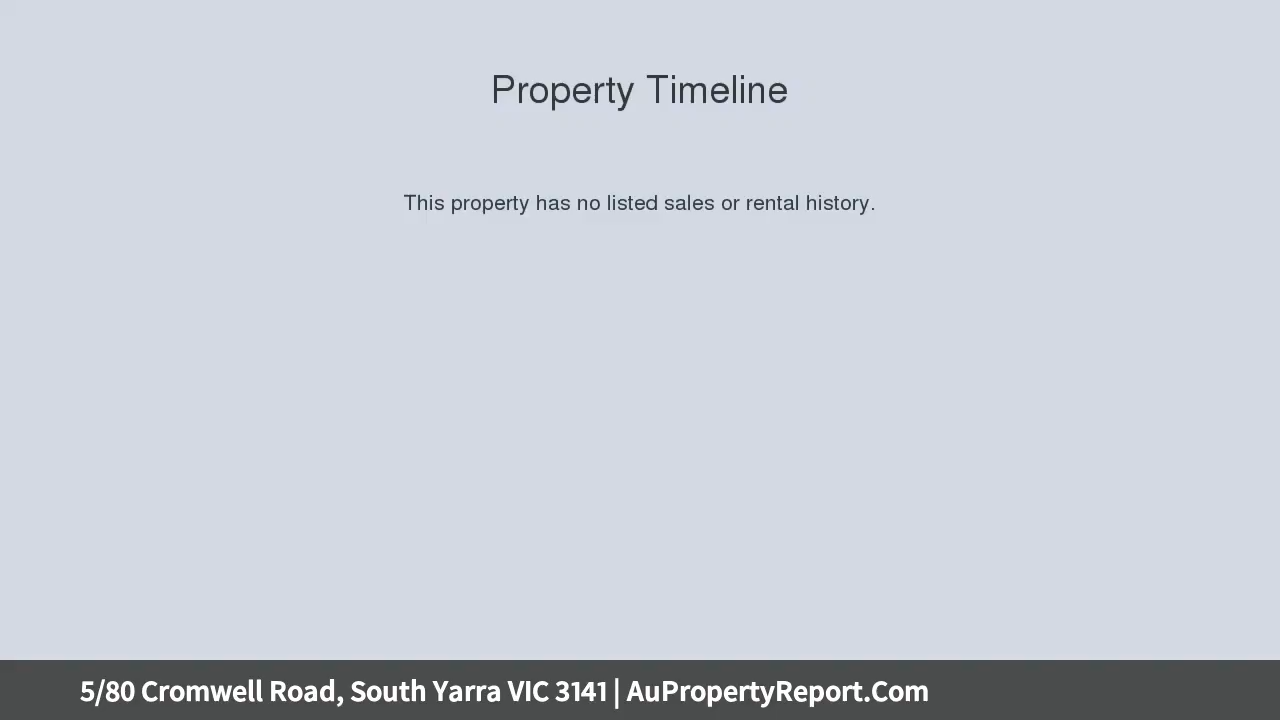 Property Timeline
This property has no listed sales or rental history.
5/80 Cromwell Road, South Yarra VIC 3141 | AuPropertyReport.Com